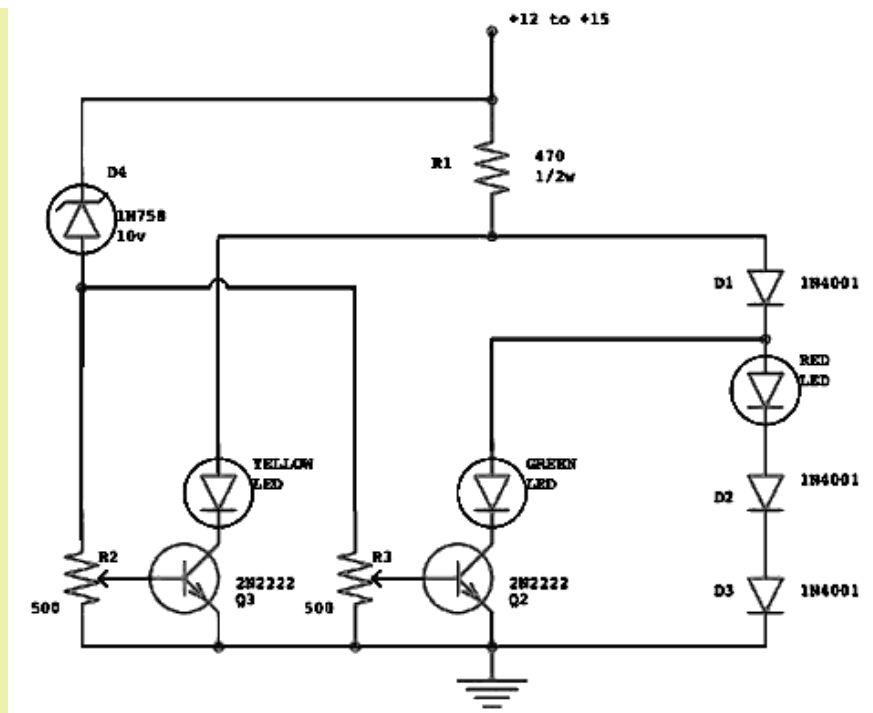 +12 to +15
R1
470
1/2w
D4
1N758
10v
D1
1N4001
RED
LED
YELLOW
LED
GREEN
LED
D2
1N4001
R2
500
2N2222
Q3
R3
500
2N2222
Q2
D3
1N4001